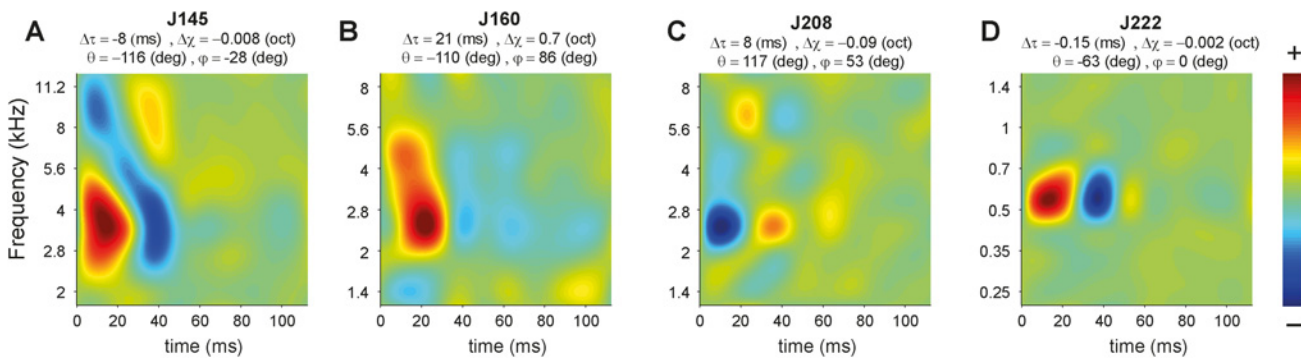 A J145
Δτ = -8 (ms) , Δχ = −0.008 (oct)
θ = −116 (deg) , φ = -28 (deg)
Frequency (kHz)
11.2
8
5.6
4
2.8
2
0 20 40 60 80 100
time (ms)
B J160
Δτ = 21 (ms) , Δχ = 0.7 (oct)
θ = −110 (deg) , φ = 86 (deg)
8
5.6
4
2.8
2
1.4
0 20 40 60 80 100
time (ms)
C J208
Δτ = 8 (ms) , Δχ = −0.09 (oct)
θ = 117 (deg) , φ = 53 (deg)
8
5.6
4
2.8
2
1.4
0 20 40 60 80 100
time (ms)
D J222
Δτ = -0.15 (ms) , Δχ = −0.002 (oct)
θ = -63 (deg) , φ = 0 (deg)
1.4
1
0.7
0.5
0.35
0.25
0 20 40 60 80 100
time (ms)
+
−